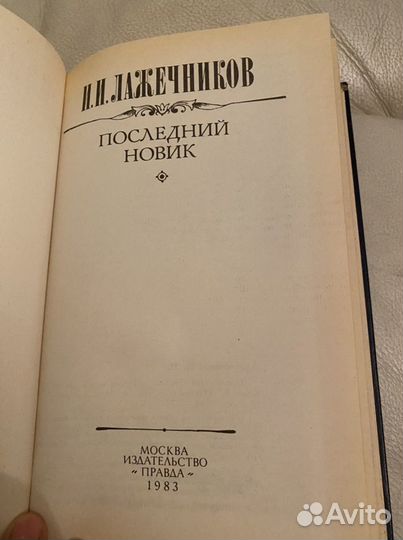 И.И. ЛАЖЕЧНИКОВ
ПОСЛЕДНИЙ
НОВИК
МОСКВА
ИЗДАТЕЛЬСТВО
«ПРАВДА»
1983
Avito